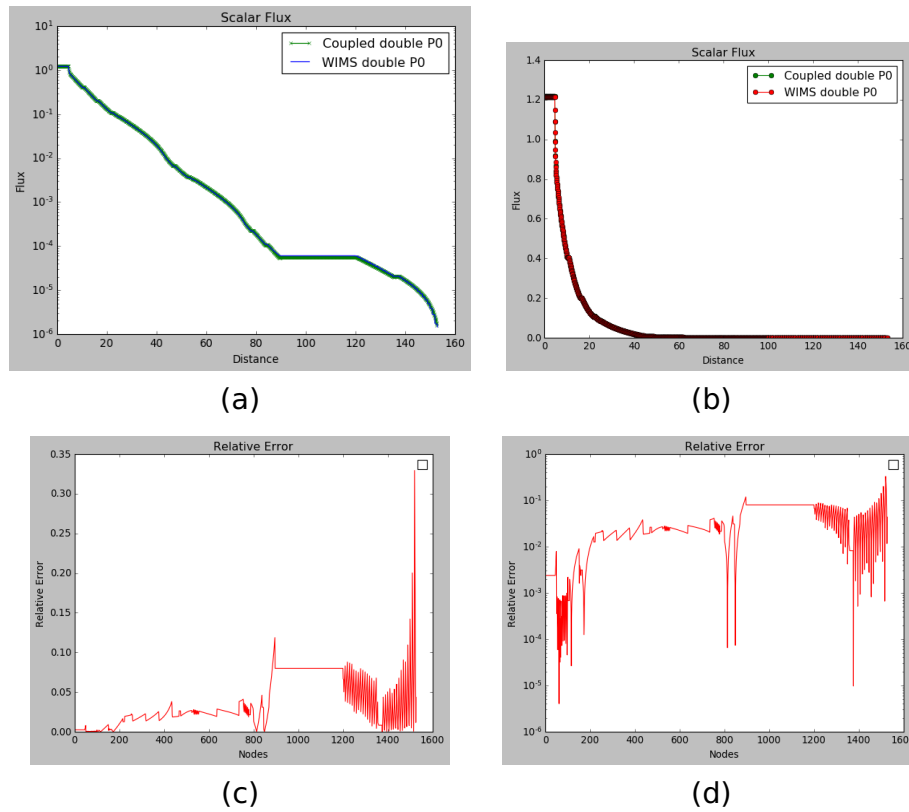 Scalar Flux
10^1
10^0
10^-1
10^-2
10^-3
10^-4
10^-5
10^-6
Flux
Coupled double P0
WIMS double P0
0 20 40 60 80 100 120 140 160
Distance
(a)
Scalar Flux
1.4
1.2
1.0
0.8
0.6
0.4
0.2
0.0
Flux
Coupled double P0
WIMS double P0
0 20 40 60 80 100 120 140 160
Distance
(b)
Relative Error
0.35
0.30
0.25
0.20
0.15
0.10
0.05
0.00
Relative Error
0 200 400 600 800 1000 1200 1400 1600
Nodes
(c)
Relative Error
10^0
10^-1
10^-2
10^-3
10^-4
10^-5
10^-6
Relative Error
0 200 400 600 800 1000 1200 1400 1600
Nodes
(d)